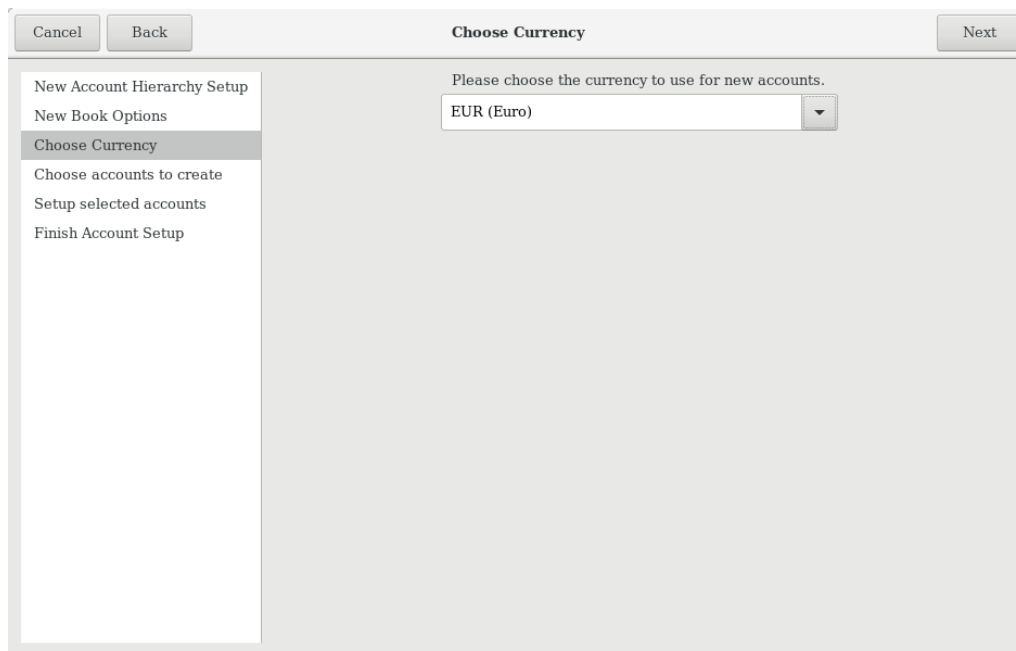 Cancel Back Choose Currency Next
Please choose the currency to use for new accounts.
EUR (Euro)
New Account Hierarchy Setup
New Book Options
Choose Currency
Choose accounts to create
Setup selected accounts
Finish Account Setup